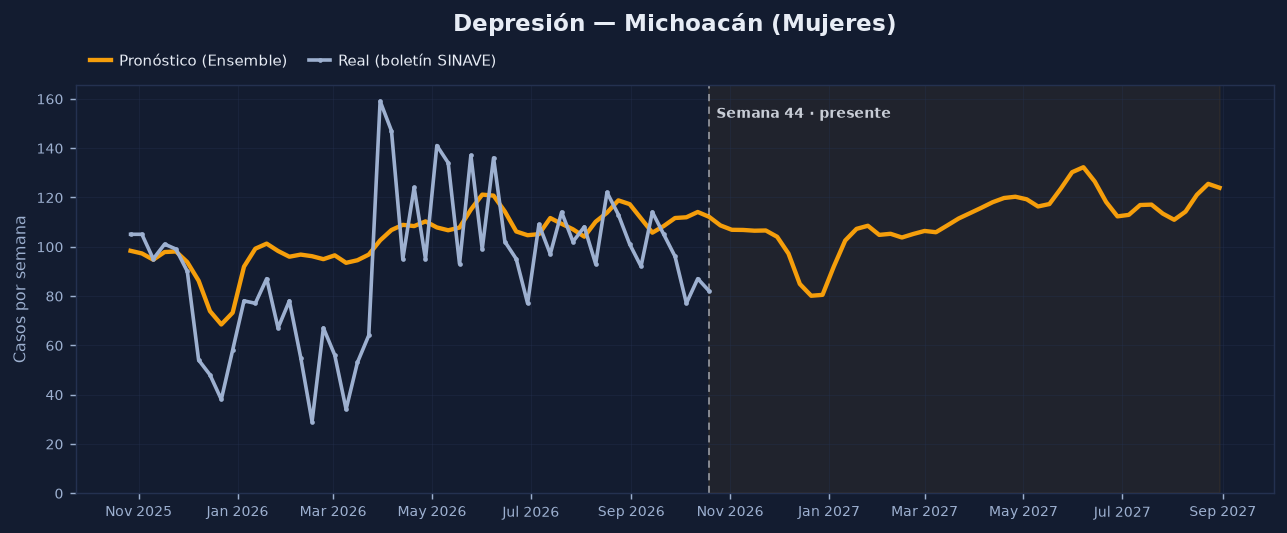 Depresión — Michoacán (Mujeres)
Pronóstico (Ensemble) Real (boletín SINAVE)
Semana 44 · presente
Casos por semana
160
140
120
100
80
60
40
20
0
Nov 2025 Jan 2026 Mar 2026 May 2026 Jul 2026 Sep 2026 Nov 2026 Jan 2027 Mar 2027 May 2027 Jul 2027 Sep 2027